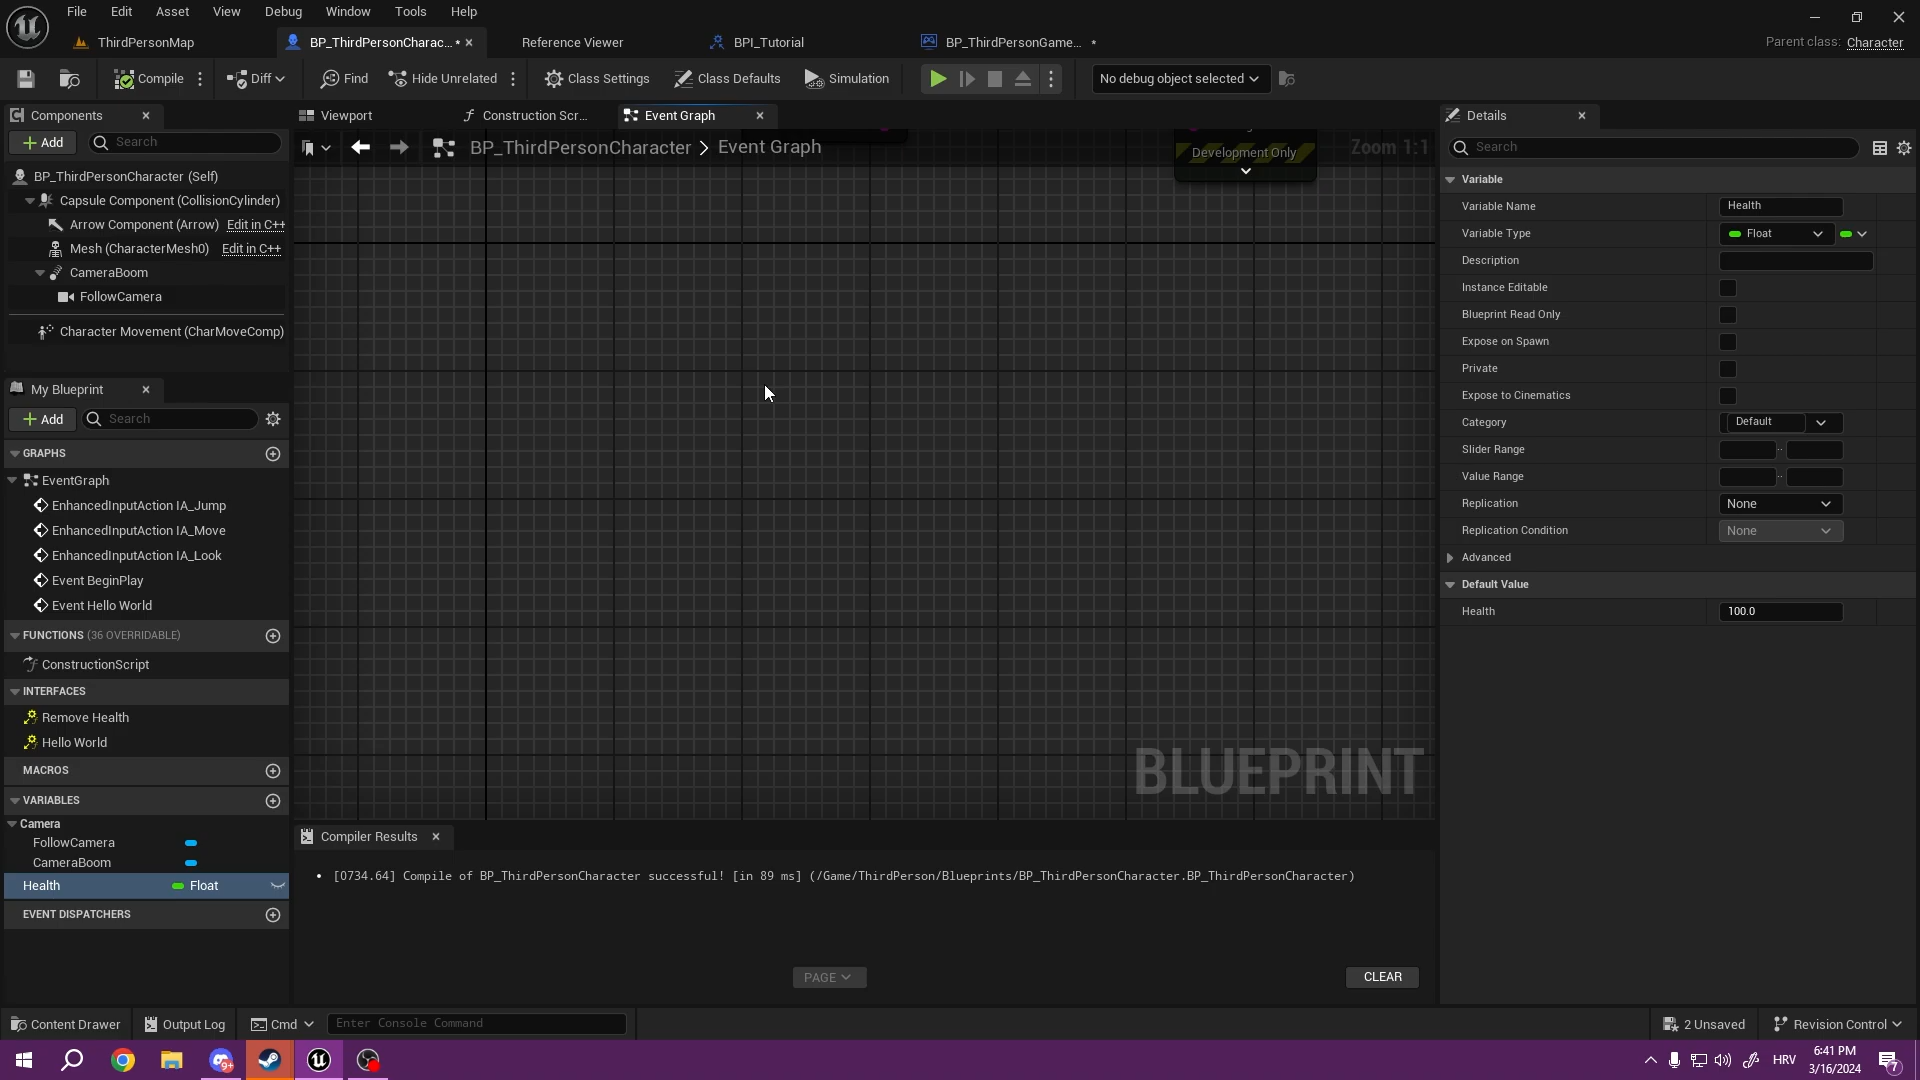 File Edit Asset View Debug Window Tools Help
ThirdPersonMap
BP_ThirdPersonCharac... •
Reference Viewer
BPI_Tutorial
BP_ThirdPersonGame... •
Parent class: Character
Compile
Diff
Find
Hide Unrelated
Class Settings
Class Defaults
Simulation
No debug object selected
Components
Add
Search
BP_ThirdPersonCharacter (Self)
Capsule Component (CollisionCylinder)
Arrow Component (Arrow) Edit in C++
Mesh (CharacterMesh0) Edit in C++
CameraBoom
FollowCamera
Character Movement (CharMoveComp)
My Blueprint
Add
Search
GRAPHS
EventGraph
EnhancedInputAction IA_Jump
EnhancedInputAction IA_Move
EnhancedInputAction IA_Look
Event BeginPlay
Event Hello World
FUNCTIONS (36 OVERRIDABLE)
ConstructionScript
INTERFACES
Remove Health
Hello World
MACROS
VARIABLES
Camera
FollowCamera
CameraBoom
Health Float
EVENT DISPATCHERS
Viewport
Construction Scr...
Event Graph
BP_ThirdPersonCharacter > Event Graph
Development Only
Zoom 1:1
BLUEPRINT
Compiler Results
• [0734.64] Compile of BP_ThirdPersonCharacter successful! [in 89 ms] (/Game/ThirdPerson/Blueprints/BP_ThirdPersonCharacter.BP_ThirdPersonCharacter)
PAGE
CLEAR
Details
Search
Variable
Variable Name Health
Variable Type Float
Description
Instance Editable
Blueprint Read Only
Expose on Spawn
Private
Expose to Cinematics
Category Default
Slider Range
Value Range
Replication None
Replication Condition None
Advanced
Default Value
Health 100.0
Content Drawer
Output Log
Cmd
Enter Console Command
2 Unsaved
Revision Control
9+
HRV
6:41 PM
3/16/2024
7